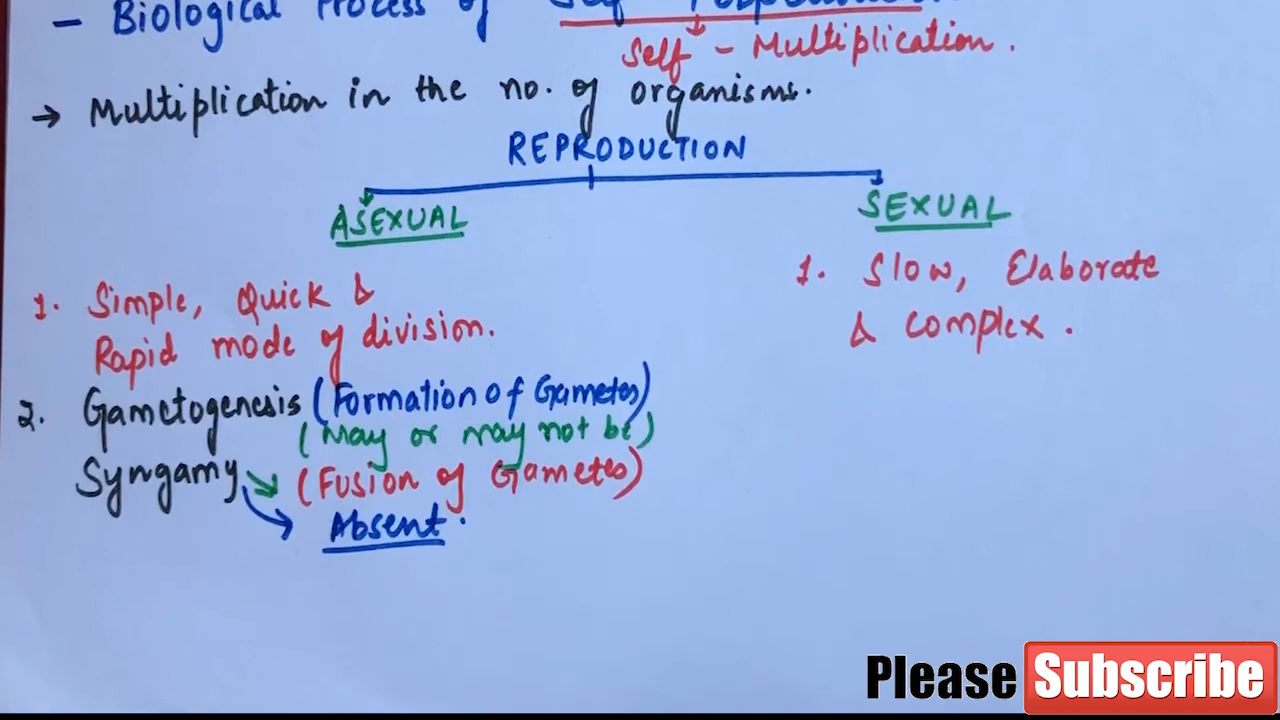 - Biological Process of Self
Self - Multiplication.
→ Multiplication in the no. of organisms.
REPRODUCTION
ASEXUAL
SEXUAL
1. Simple, Quick &
Rapid mode of division.
1. Slow, Elaborate
& complex.
2. Gametogenesis (Formation of Gametes)
(May or may not be)
Syngamy (Fusion of Gametes)
Absent.
Please Subscribe